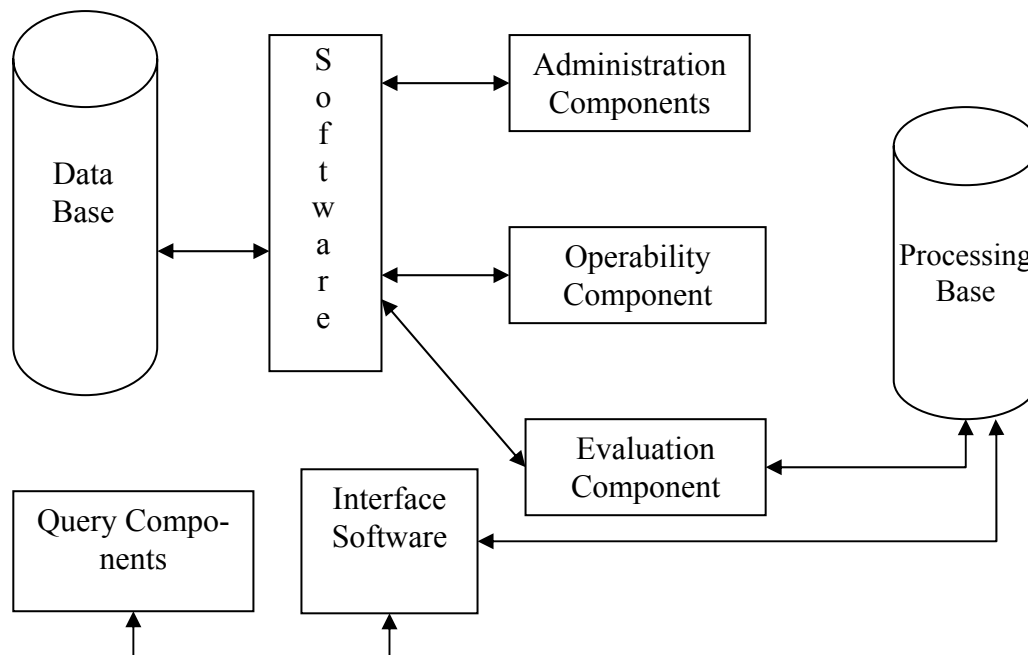 Data
Base
S
o
f
t
w
a
r
e
Administration
Components
Operability
Component
Processing
Base
Evaluation
Component
Query Compo-
nents
Interface
Software